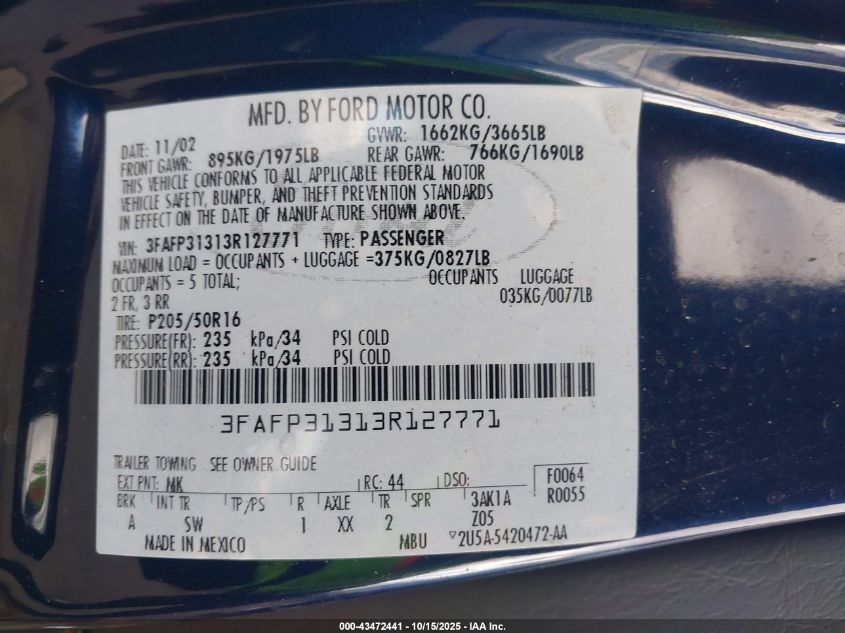 MFD. BY FORD MOTOR CO.
DATE: 11/02 GVWR: 1662KG/3665LB
FRONT GAWR: 895KG/1975LB REAR GAWR: 766KG/1690LB
THIS VEHICLE CONFORMS TO ALL APPLICABLE FEDERAL MOTOR
VEHICLE SAFETY, BUMPER, AND THEFT PREVENTION STANDARDS
IN EFFECT ON THE DATE OF MANUFACTURE SHOWN ABOVE.
VIN: 3FAFP31313R127771 TYPE: PASSENGER
MAXIMUM LOAD = OCCUPANTS + LUGGAGE =375KG/0827LB
OCCUPANTS = 5 TOTAL; OCCUPANTS LUGGAGE
2 FR, 3 RR 035KG/0077LB
TIRE: P205/50R16
PRESSURE(FR): 235 kPa/34 PSI COLD
PRESSURE(RR): 235 kPa/34 PSI COLD
3FAFP31313R127771
TRAILER TOWING SEE OWNER GUIDE
EXT PNT: MK RC: 44 DSO: F0064
BRK INT TR TP/PS R AXLE TR SPR 3AK1A R0055
A SW 1 XX 2 Z05
MADE IN MEXICO MBU ▽2U5A-5420472-AA
000-43472441 | 10/15/2025 - IAA Inc.